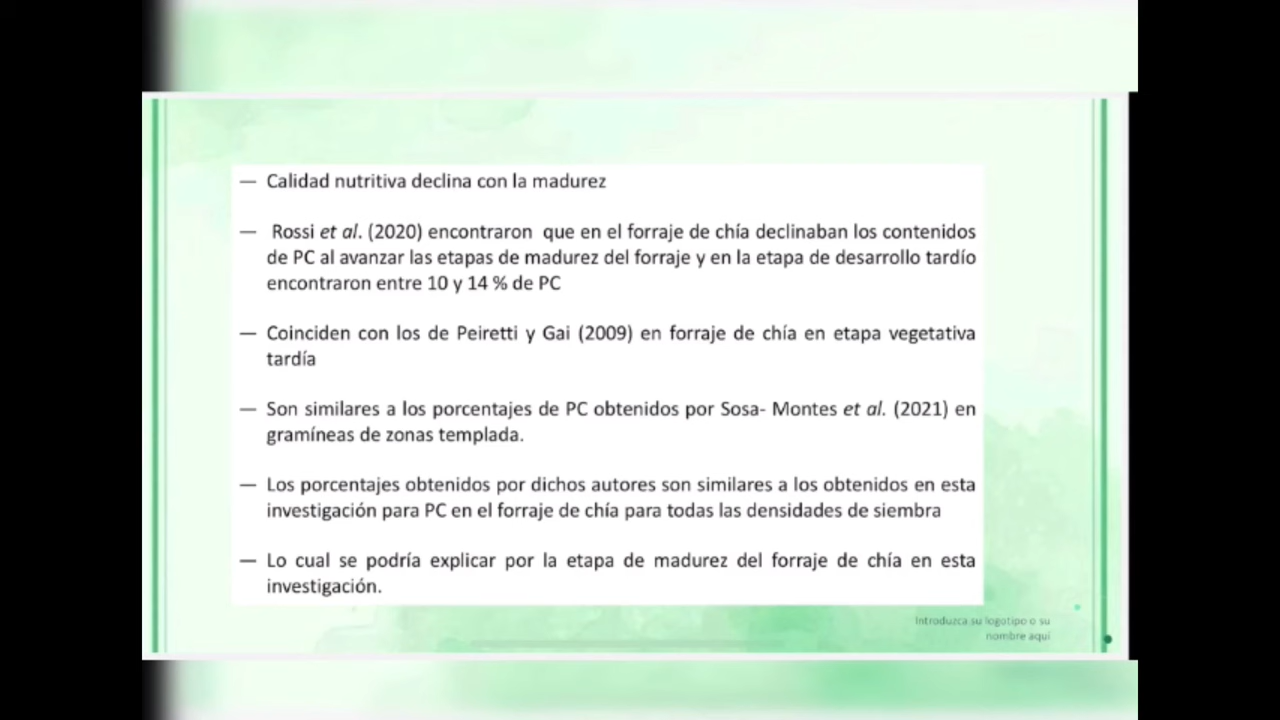 — Calidad nutritiva declina con la madurez
— Rossi et al. (2020) encontraron que en el forraje de chía declinaban los contenidos
de PC al avanzar las etapas de madurez del forraje y en la etapa de desarrollo tardío
encontraron entre 10 y 14 % de PC
— Coinciden con los de Peiretti y Gai (2009) en forraje de chía en etapa vegetativa
tardía
— Son similares a los porcentajes de PC obtenidos por Sosa- Montes et al. (2021) en
gramíneas de zonas templada.
— Los porcentajes obtenidos por dichos autores son similares a los obtenidos en esta
investigación para PC en el forraje de chía para todas las densidades de siembra
— Lo cual se podría explicar por la etapa de madurez del forraje de chía en esta
investigación.
Introduzca su logotipo o su
nombre aquí